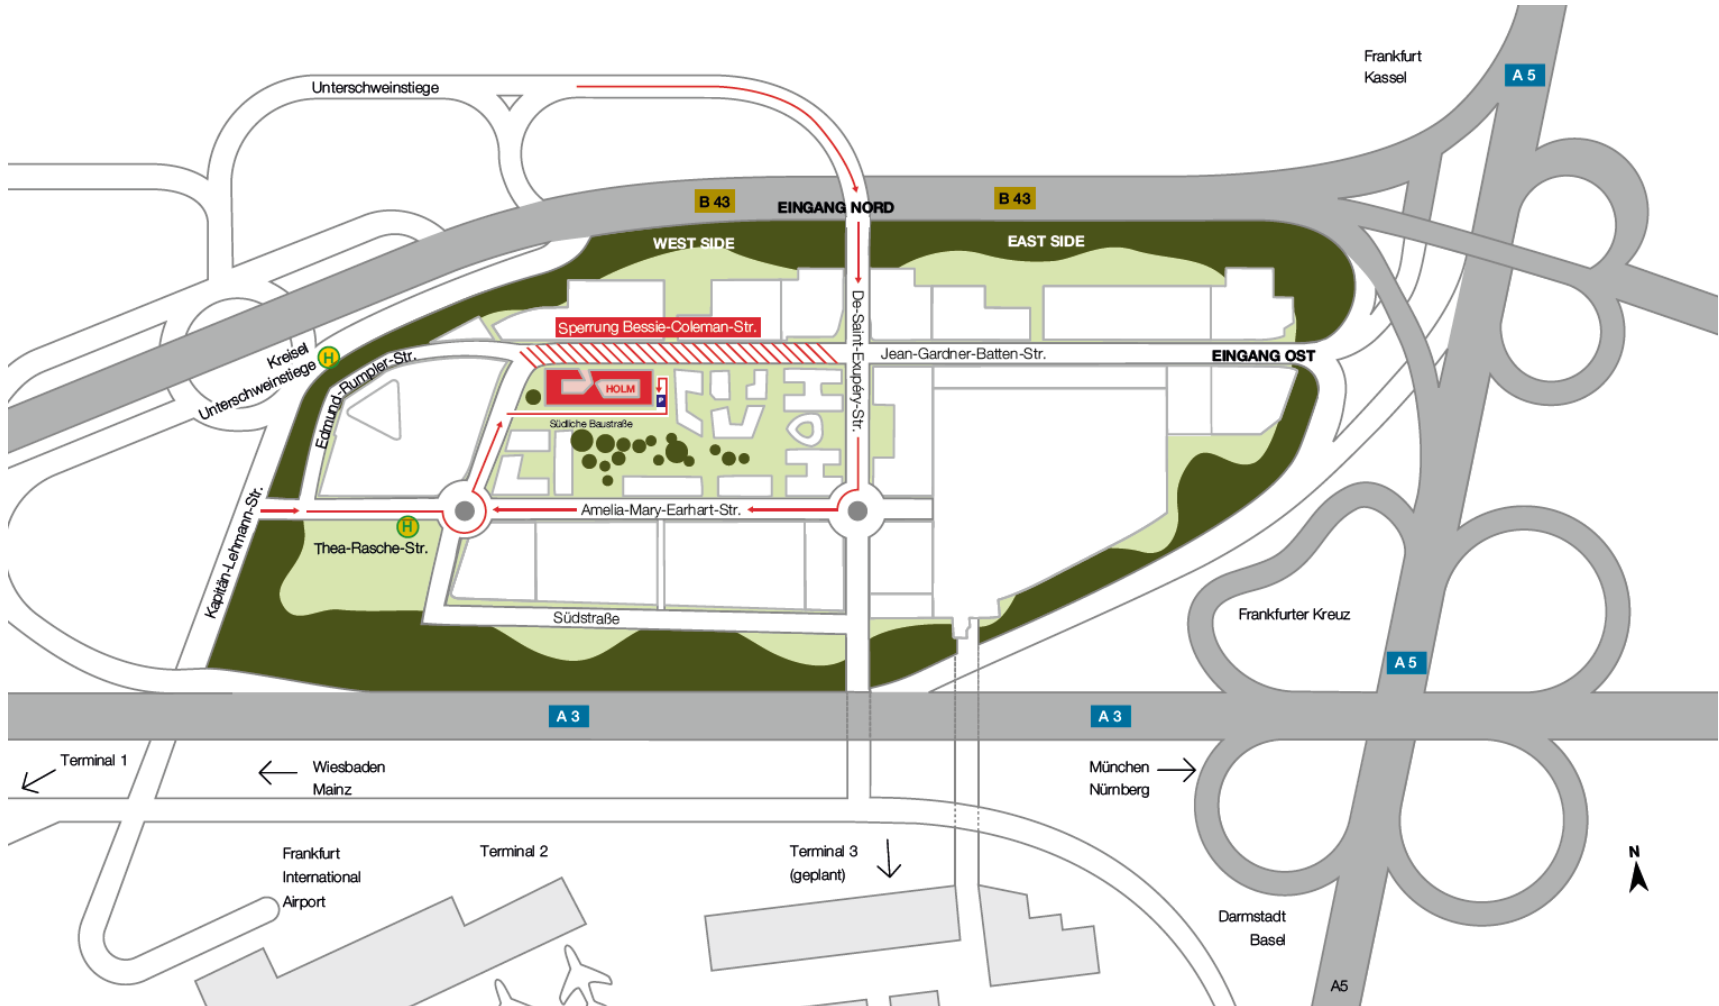 Frankfurt
Kassel
A 5
Unterschweinstiege
B 43
B 43
EINGANG NORD
WEST SIDE
EAST SIDE
De-Saint-Exupéry-Str.
Sperrung Bessie-Coleman-Str.
Jean-Gardner-Batten-Str.
EINGANG OST
Kreisel
Unterschweinstiege
H
Edmund-Rumpler-Str.
HOLM
P
Südliche Baustraße
Kapitän-Lehmann-Str.
Amelia-Mary-Earhart-Str.
H
Thea-Rasche-Str.
Südstraße
Frankfurter Kreuz
A 5
A 3
A 3
Terminal 1
Wiesbaden
Mainz
München
Nürnberg
Frankfurt
International
Airport
Terminal 2
Terminal 3
(geplant)
N
Darmstadt
Basel
A5